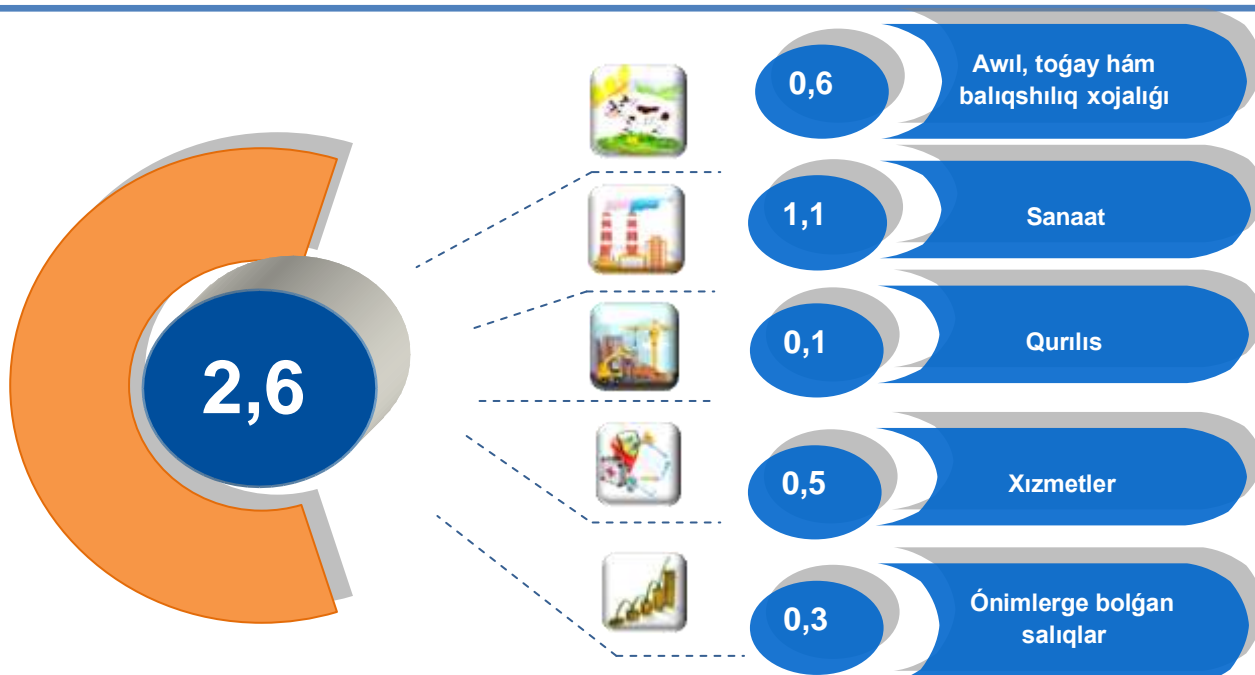 2,6
0,6
Awıl, toǵay hám
balıqshılıq xojalıǵı
1,1
Sanaat
0,1
Qurılıs
0,5
Xızmetler
0,3
Ónimlerge bolǵan
salıqlar